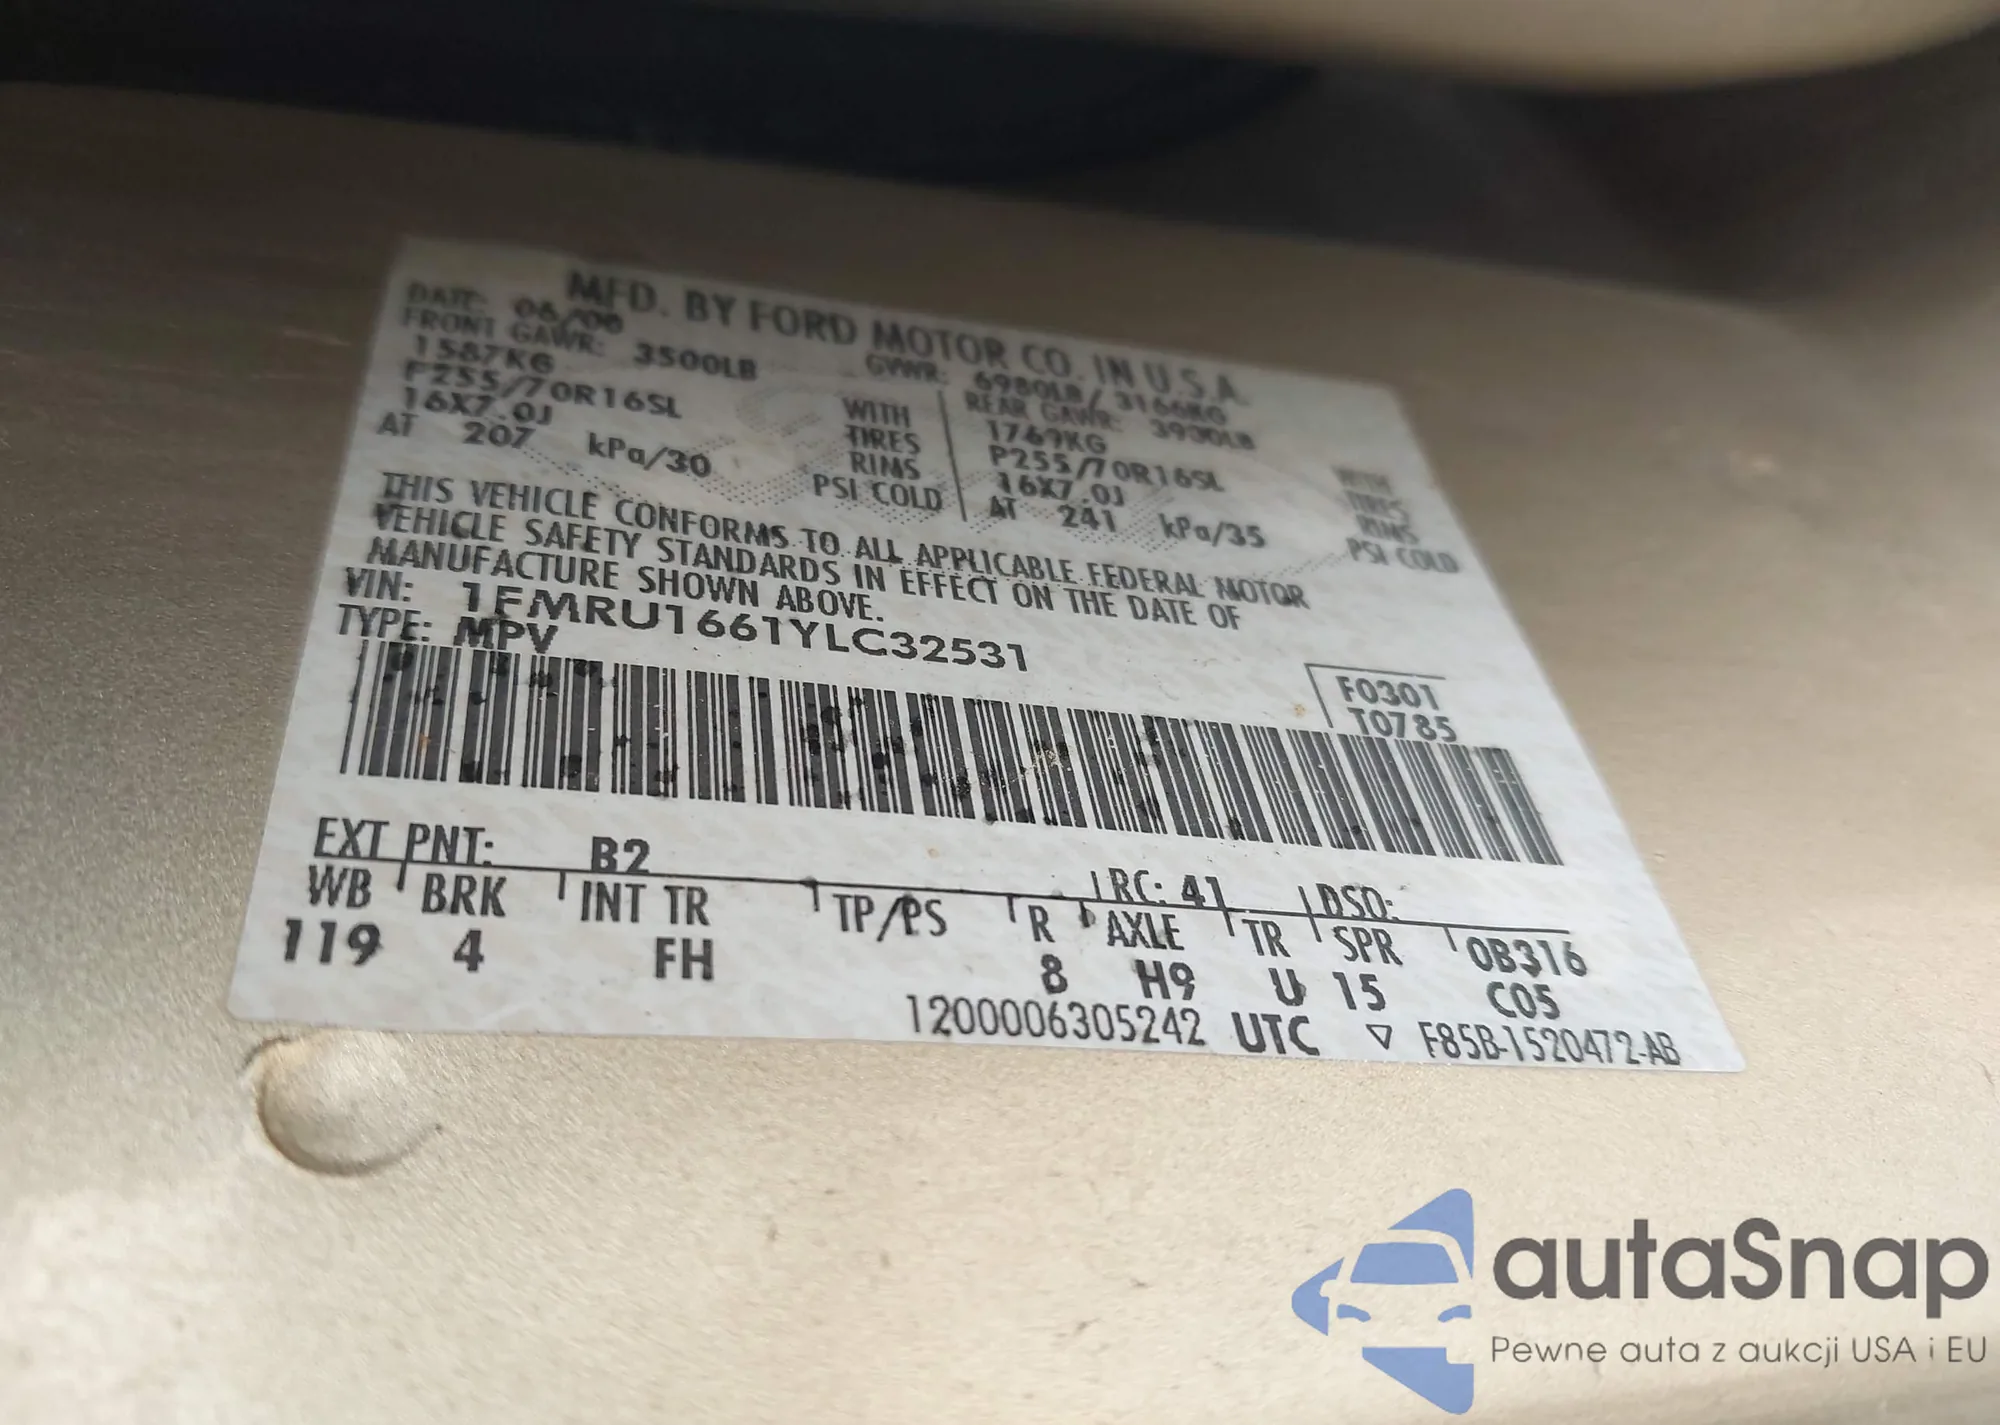 MFD. BY FORD MOTOR CO. IN U.S.A.
DATE: 06/00 GVWR: 6980LB/ 3166KG
FRONT GAWR: 3500LB REAR GAWR: 3900LB
1587KG WITH 1769KG WITH
P255/70R16SL TIRES P255/70R16SL TIRES
16X7.0J RIMS 16X7.0J RIMS
AT 207 kPa/30 PSI COLD AT 241 kPa/35 PSI COLD
THIS VEHICLE CONFORMS TO ALL APPLICABLE FEDERAL MOTOR
VEHICLE SAFETY STANDARDS IN EFFECT ON THE DATE OF
MANUFACTURE SHOWN ABOVE.
VIN: 1FMRU1661YLC32531
TYPE: MPV
F0301
T0785
EXT PNT: B2 RC: 41 DSO:
WB BRK INT TR TP/PS R AXLE TR SPR 0B316
119 4 FH 8 H9 U 15 C05
1200006305242 UTC ▽ F85B-1520472-AB
autaSnap
Pewne auta z aukcji USA i EU